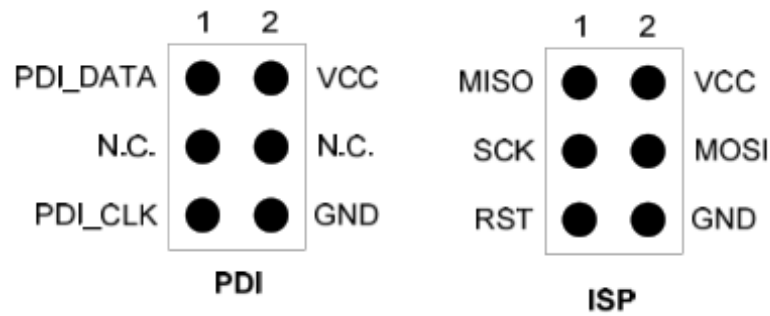 1 2
PDI_DATA VCC
N.C. N.C.
PDI_CLK GND
PDI
1 2
MISO VCC
SCK MOSI
RST GND
ISP